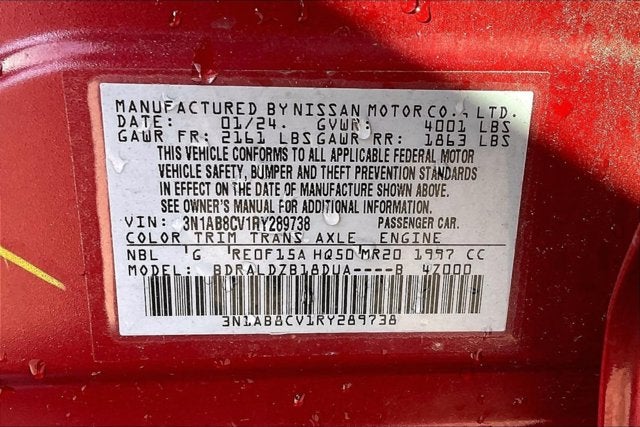 MANUFACTURED BY NISSAN MOTOR CO., LTD.
DATE: 01/24. GVWR: 4001 LBS
GAWR FR: 2161 LBS GAWR RR: 1863 LBS
THIS VEHICLE CONFORMS TO ALL APPLICABLE FEDERAL MOTOR
VEHICLE SAFETY, BUMPER AND THEFT PREVENTION STANDARDS
IN EFFECT ON THE DATE OF MANUFACTURE SHOWN ABOVE.
SEE OWNER'S MANUAL FOR ADDITIONAL INFORMATION.
VIN: 3N1AB8CV1RY289738 PASSENGER CAR.
COLOR TRIM TRANS AXLE ENGINE
NBL G RE0F15A HQ50 MR20 1997 CC
MODEL: BDRALDZB18DUA----B 4Z000
3N1AB8CV1RY289738